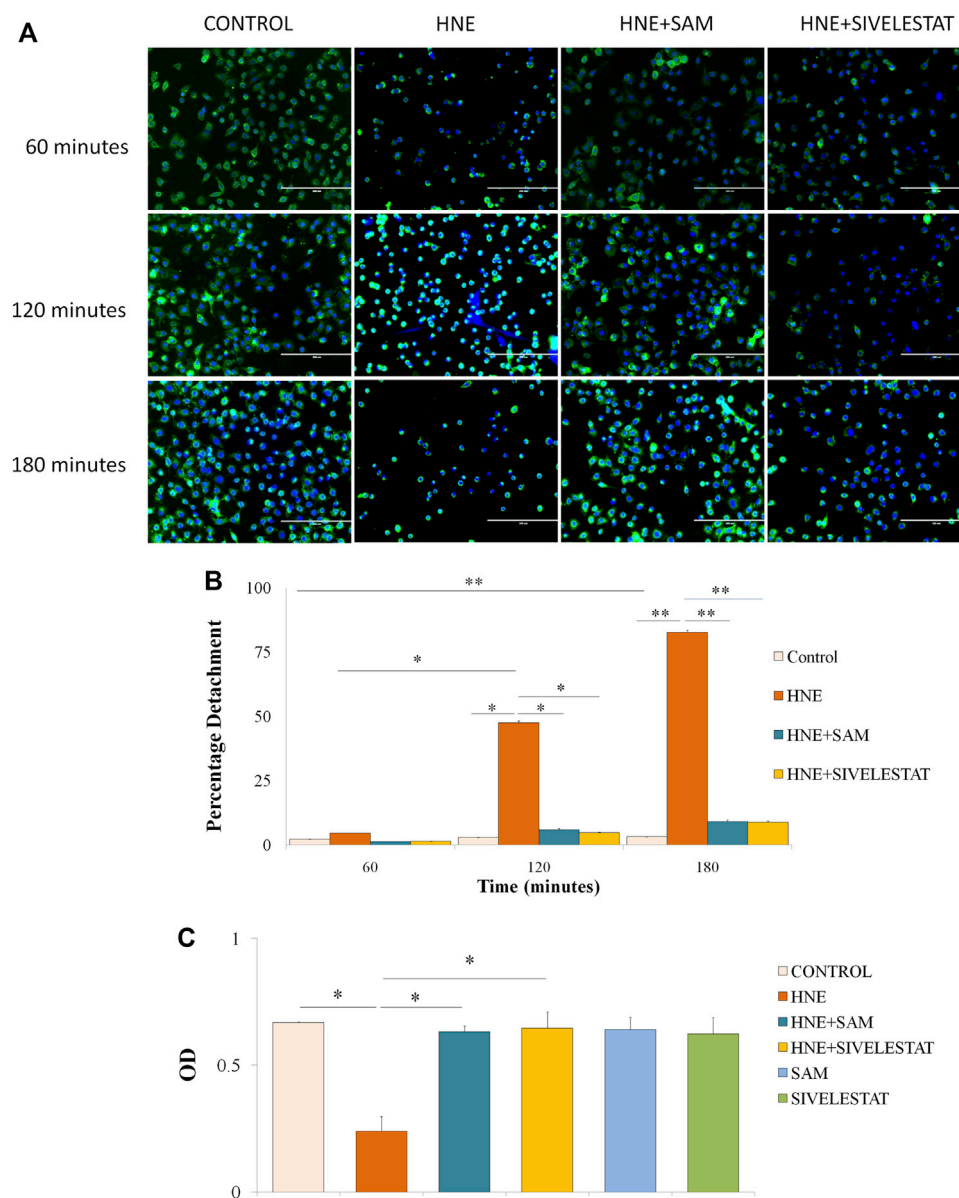 A
CONTROL HNE HNE+SAM HNE+SIVELESTAT
60 minutes
120 minutes
180 minutes
B
Percentage Detachment
100
75
50
25
0
** ** ** **
* * * *
60 120 180
Time (minutes)
Control
HNE
HNE+SAM
HNE+SIVELESTAT
C
OD
1
0.5
0
* * *
CONTROL
HNE
HNE+SAM
HNE+SIVELESTAT
SAM
SIVELESTAT